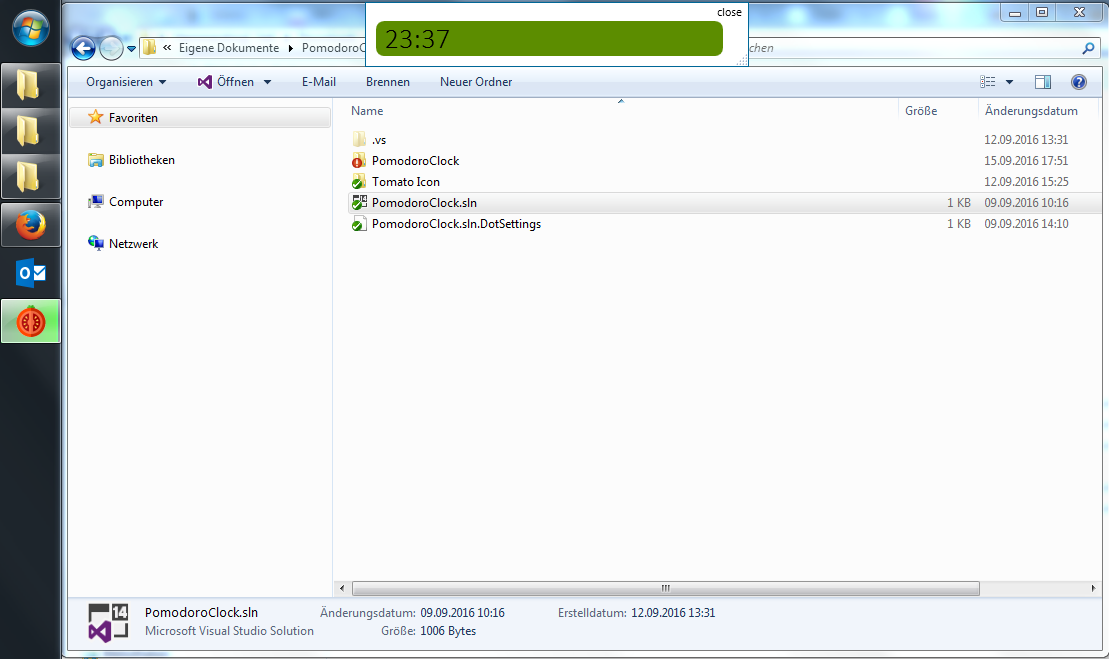 close
23:37
« Eigene Dokumente PomodoroC
chen
Organisieren Öffnen E-Mail Brennen Neuer Ordner
Name Größe Änderungsdatum
Favoriten
Bibliotheken
Computer
Netzwerk
.vs 12.09.2016 13:31
PomodoroClock 15.09.2016 17:51
Tomato Icon 12.09.2016 15:25
PomodoroClock.sln 1 KB 09.09.2016 10:16
PomodoroClock.sln.DotSettings 1 KB 09.09.2016 14:10
14
PomodoroClock.sln Änderungsdatum: 09.09.2016 10:16 Erstelldatum: 12.09.2016 13:31
Microsoft Visual Studio Solution Größe: 1006 Bytes